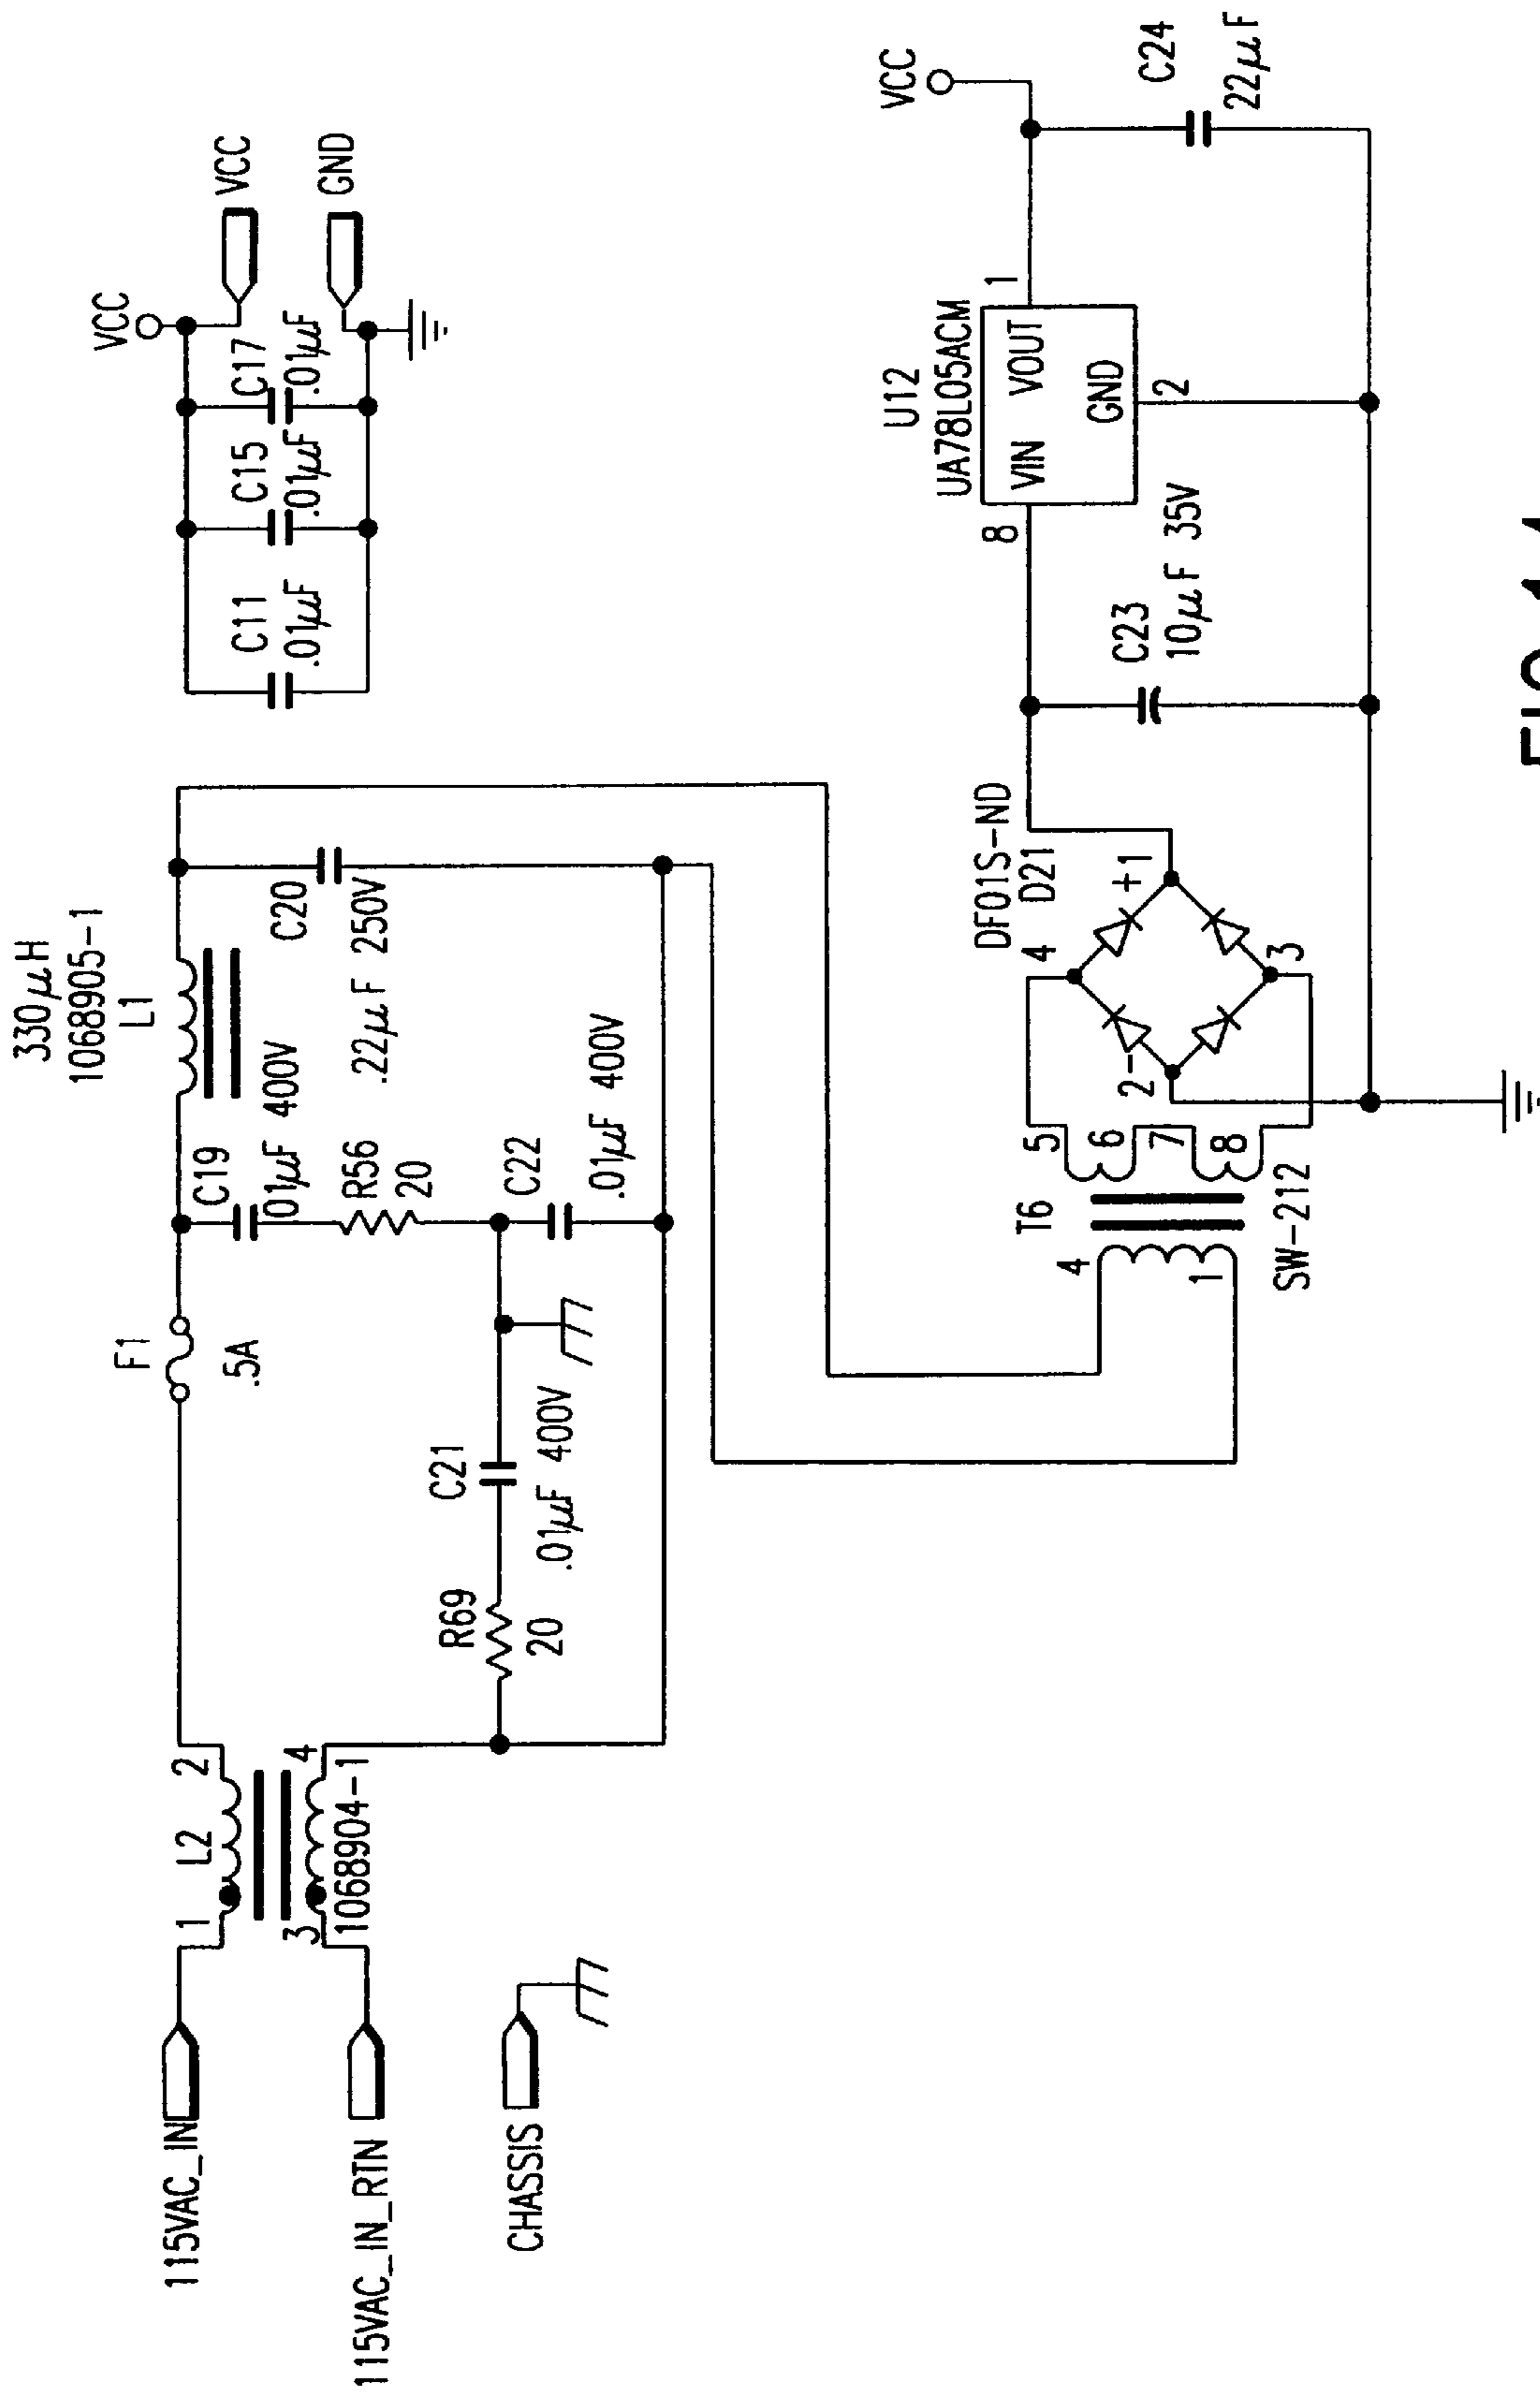 115VAC_IN
115VAC_IN_RTN
CHASSIS
1
L2
2
3
4
1068904-1
F1
.5A
R69
20
C21
.01µF 400V
330µH
1068905-1
L1
C19
.01µF 400V
R56
20
C22
.01µF 400V
C20
.22µF 250V
C11
.01µF
C15
.01µF
C17
.01µF
VCC
VCC
GND
T6
4
1
5
6
7
8
SW-212
DF01S-ND
D21
4
+1
2-
3
C23
10µF 35V
U12
UA78L05ACM
8
VIN VOUT
GND
1
2
VCC
C24
22µF